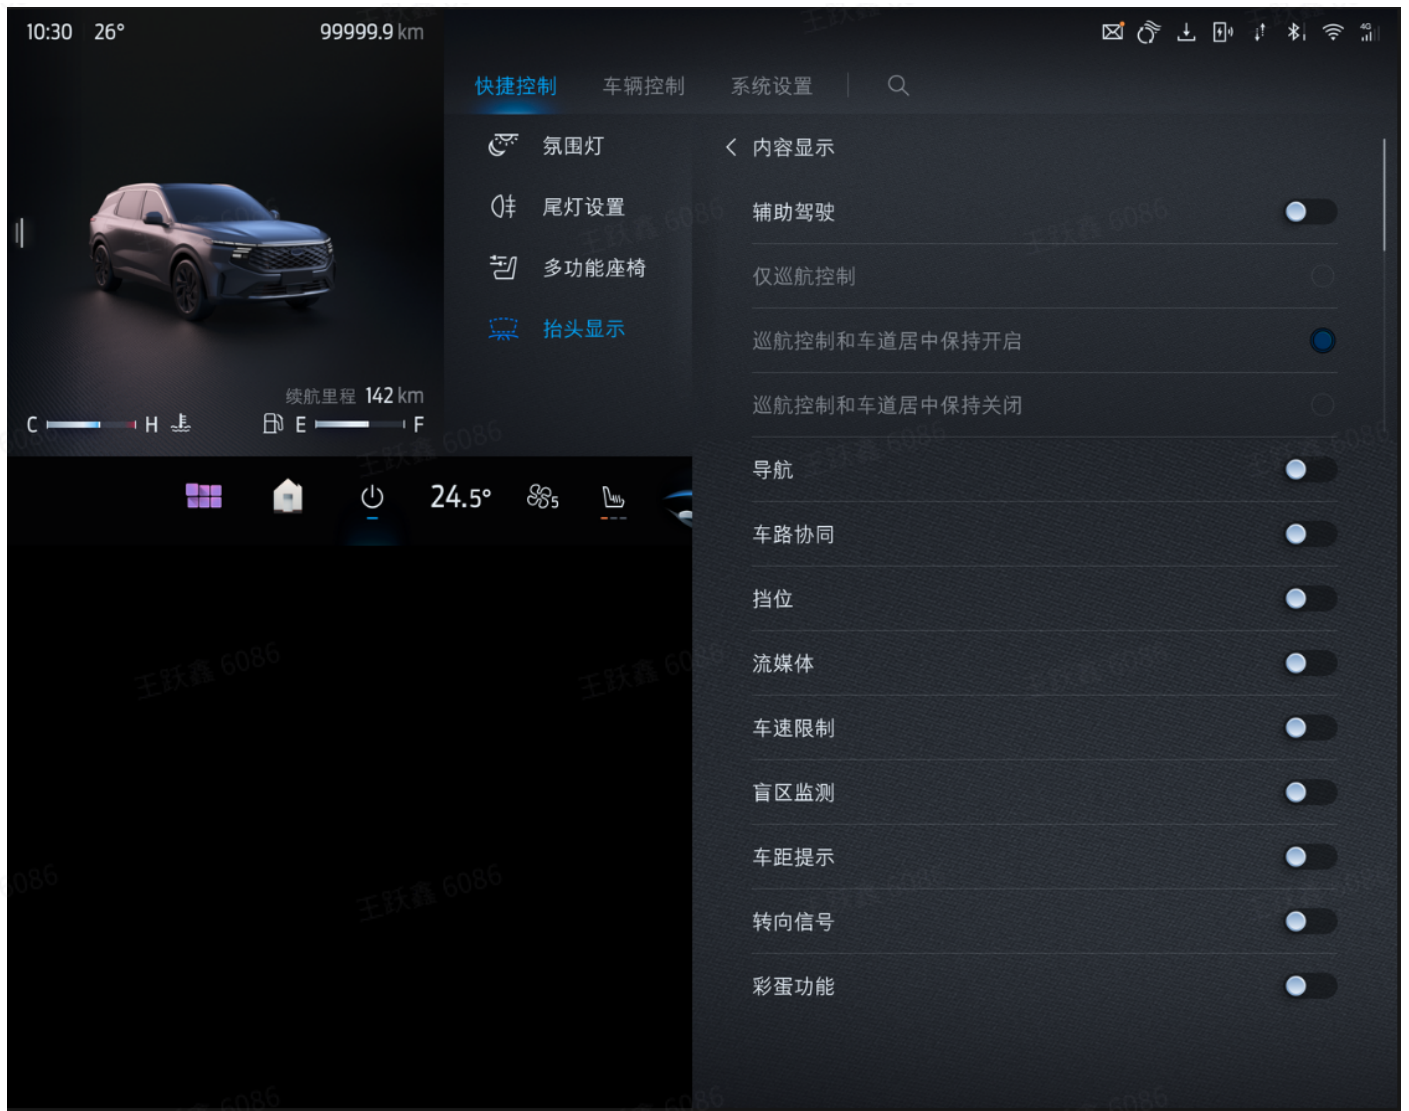 10:30 26° 99999.9 km
4G
快捷控制 车辆控制 系统设置
氛围灯
尾灯设置
多功能座椅
抬头显示
续航里程 142 km
C H E F
24.5° 5
内容显示
辅助驾驶
仅巡航控制
巡航控制和车道居中保持开启
巡航控制和车道居中保持关闭
导航
车路协同
挡位
流媒体
车速限制
盲区监测
车距提示
转向信号
彩蛋功能
王跃鑫 6086